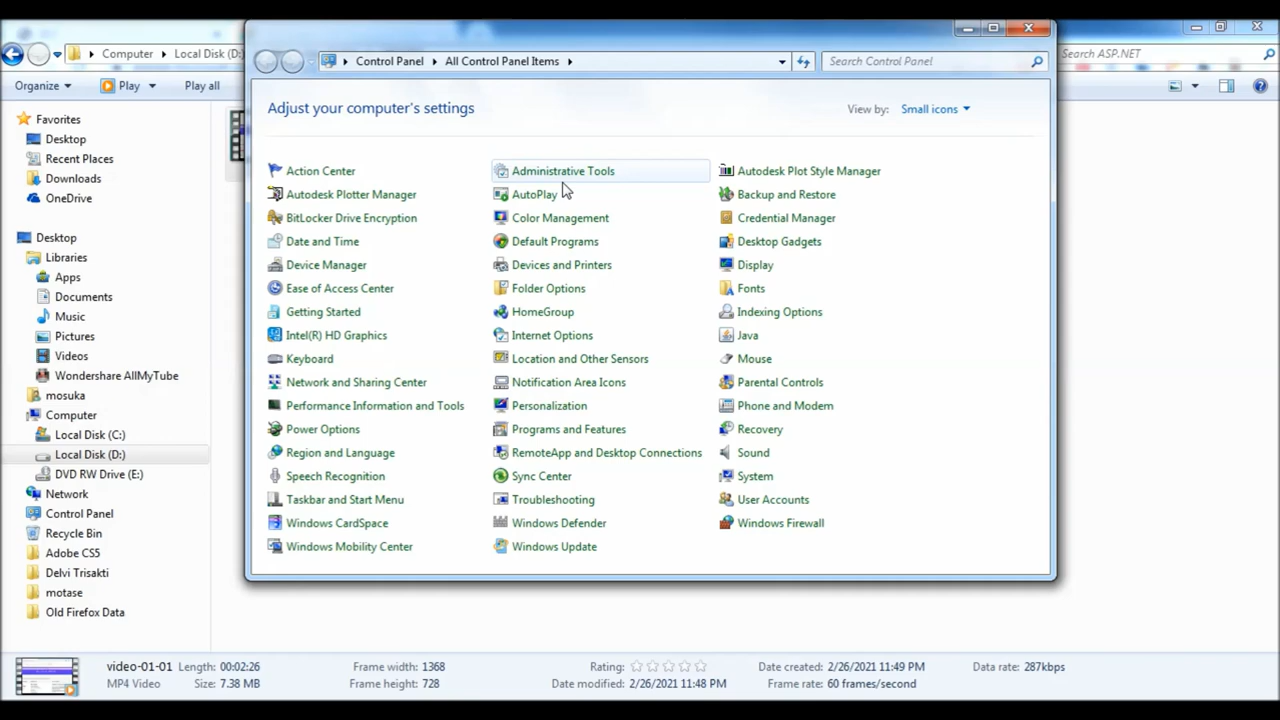 Computer Local Disk (D:)
Control Panel All Control Panel Items
Search Control Panel
Search ASP.NET
Organize Play Play all
Adjust your computer's settings
View by: Small icons
Favorites
Desktop
Recent Places
Downloads
OneDrive
Desktop
Libraries
Apps
Documents
Music
Pictures
Videos
Wondershare AllMyTube
mosuka
Computer
Local Disk (C:)
Local Disk (D:)
DVD RW Drive (E:)
Network
Control Panel
Recycle Bin
Adobe CS5
Delvi Trisakti
motase
Old Firefox Data
Action Center Administrative Tools Autodesk Plot Style Manager
Autodesk Plotter Manager AutoPlay Backup and Restore
BitLocker Drive Encryption Color Management Credential Manager
Date and Time Default Programs Desktop Gadgets
Device Manager Devices and Printers Display
Ease of Access Center Folder Options Fonts
Getting Started HomeGroup Indexing Options
Intel(R) HD Graphics Internet Options Java
Keyboard Location and Other Sensors Mouse
Network and Sharing Center Notification Area Icons Parental Controls
Performance Information and Tools Personalization Phone and Modem
Power Options Programs and Features Recovery
Region and Language RemoteApp and Desktop Connections Sound
Speech Recognition Sync Center System
Taskbar and Start Menu Troubleshooting User Accounts
Windows CardSpace Windows Defender Windows Firewall
Windows Mobility Center Windows Update
video-01-01 Length: 00:02:26 Frame width: 1368 Rating: Date created: 2/26/2021 11:49 PM Data rate: 287kbps
MP4 Video Size: 7.38 MB Frame height: 728 Date modified: 2/26/2021 11:48 PM Frame rate: 60 frames/second